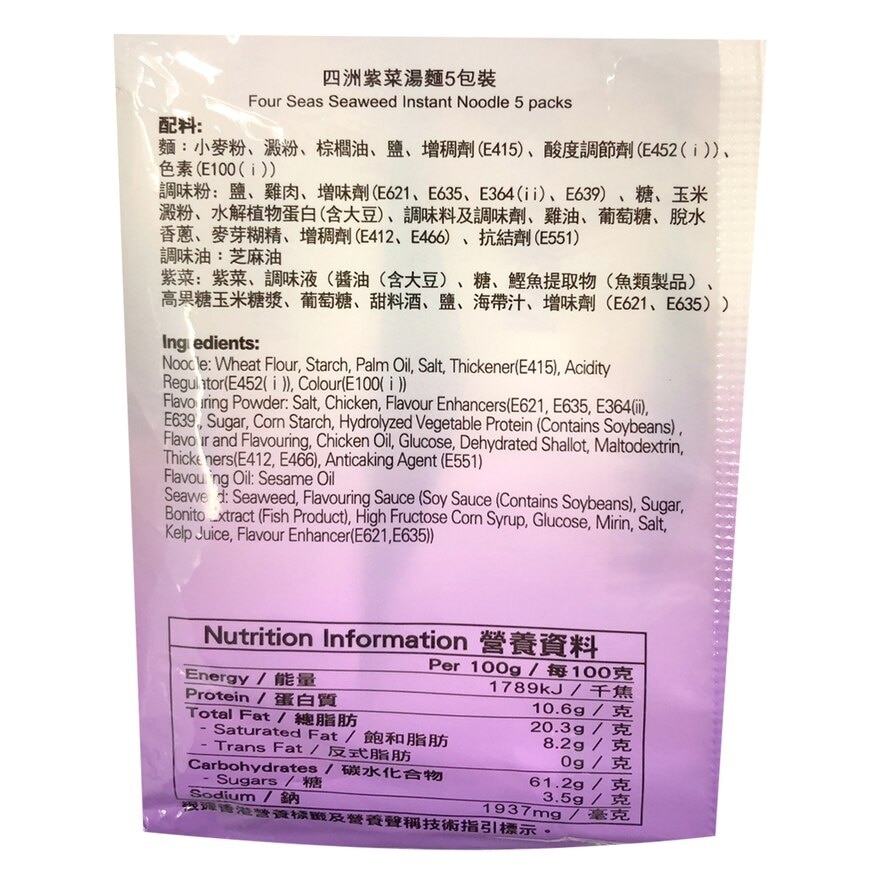 四洲紫菜湯麵5包裝
Four Seas Seaweed Instant Noodle 5 packs
配料:
麵：小麥粉、澱粉、棕櫚油、鹽、增稠劑(E415)、酸度調節劑(E452(i))、
色素(E100(i))
調味粉：鹽、雞肉、增味劑(E621、E635、E364(ii)、E639)、糖、玉米
澱粉、水解植物蛋白(含大豆)、調味料及調味劑、雞油、葡萄糖、脫水
香蔥、麥芽糊精、增稠劑(E412、E466)、抗結劑(E551)
調味油：芝麻油
紫菜：紫菜、調味液（醬油（含大豆）、糖、鰹魚提取物（魚類製品）、
高果糖玉米糖漿、葡萄糖、甜料酒、鹽、海帶汁、增味劑（E621、E635））
Ingredients:
Noodle: Wheat Flour, Starch, Palm Oil, Salt, Thickener(E415), Acidity
Regulator(E452(i)), Colour(E100(i))
Flavouring Powder: Salt, Chicken, Flavour Enhancers(E621, E635, E364(ii),
E639), Sugar, Corn Starch, Hydrolyzed Vegetable Protein (Contains Soybeans) ,
Flavour and Flavouring, Chicken Oil, Glucose, Dehydrated Shallot, Maltodextrin,
Thickeners(E412, E466), Anticaking Agent (E551)
Flavouring Oil: Sesame Oil
Seaweed: Seaweed, Flavouring Sauce (Soy Sauce (Contains Soybeans), Sugar,
Bonito Extract (Fish Product), High Fructose Corn Syrup, Glucose, Mirin, Salt,
Kelp Juice, Flavour Enhancer(E621,E635))
Nutrition Information 營養資料
Per 100g / 每100克
Energy / 能量 1789kJ / 千焦
Protein / 蛋白質 10.6g / 克
Total Fat / 總脂肪 20.3g / 克
- Saturated Fat / 飽和脂肪 8.2g / 克
- Trans Fat / 反式脂肪 0g / 克
Carbohydrates / 碳水化合物 61.2g / 克
- Sugars / 糖 3.5g / 克
Sodium / 鈉 1937mg / 毫克
根據香港營養標籤及營養聲稱技術指引標示。